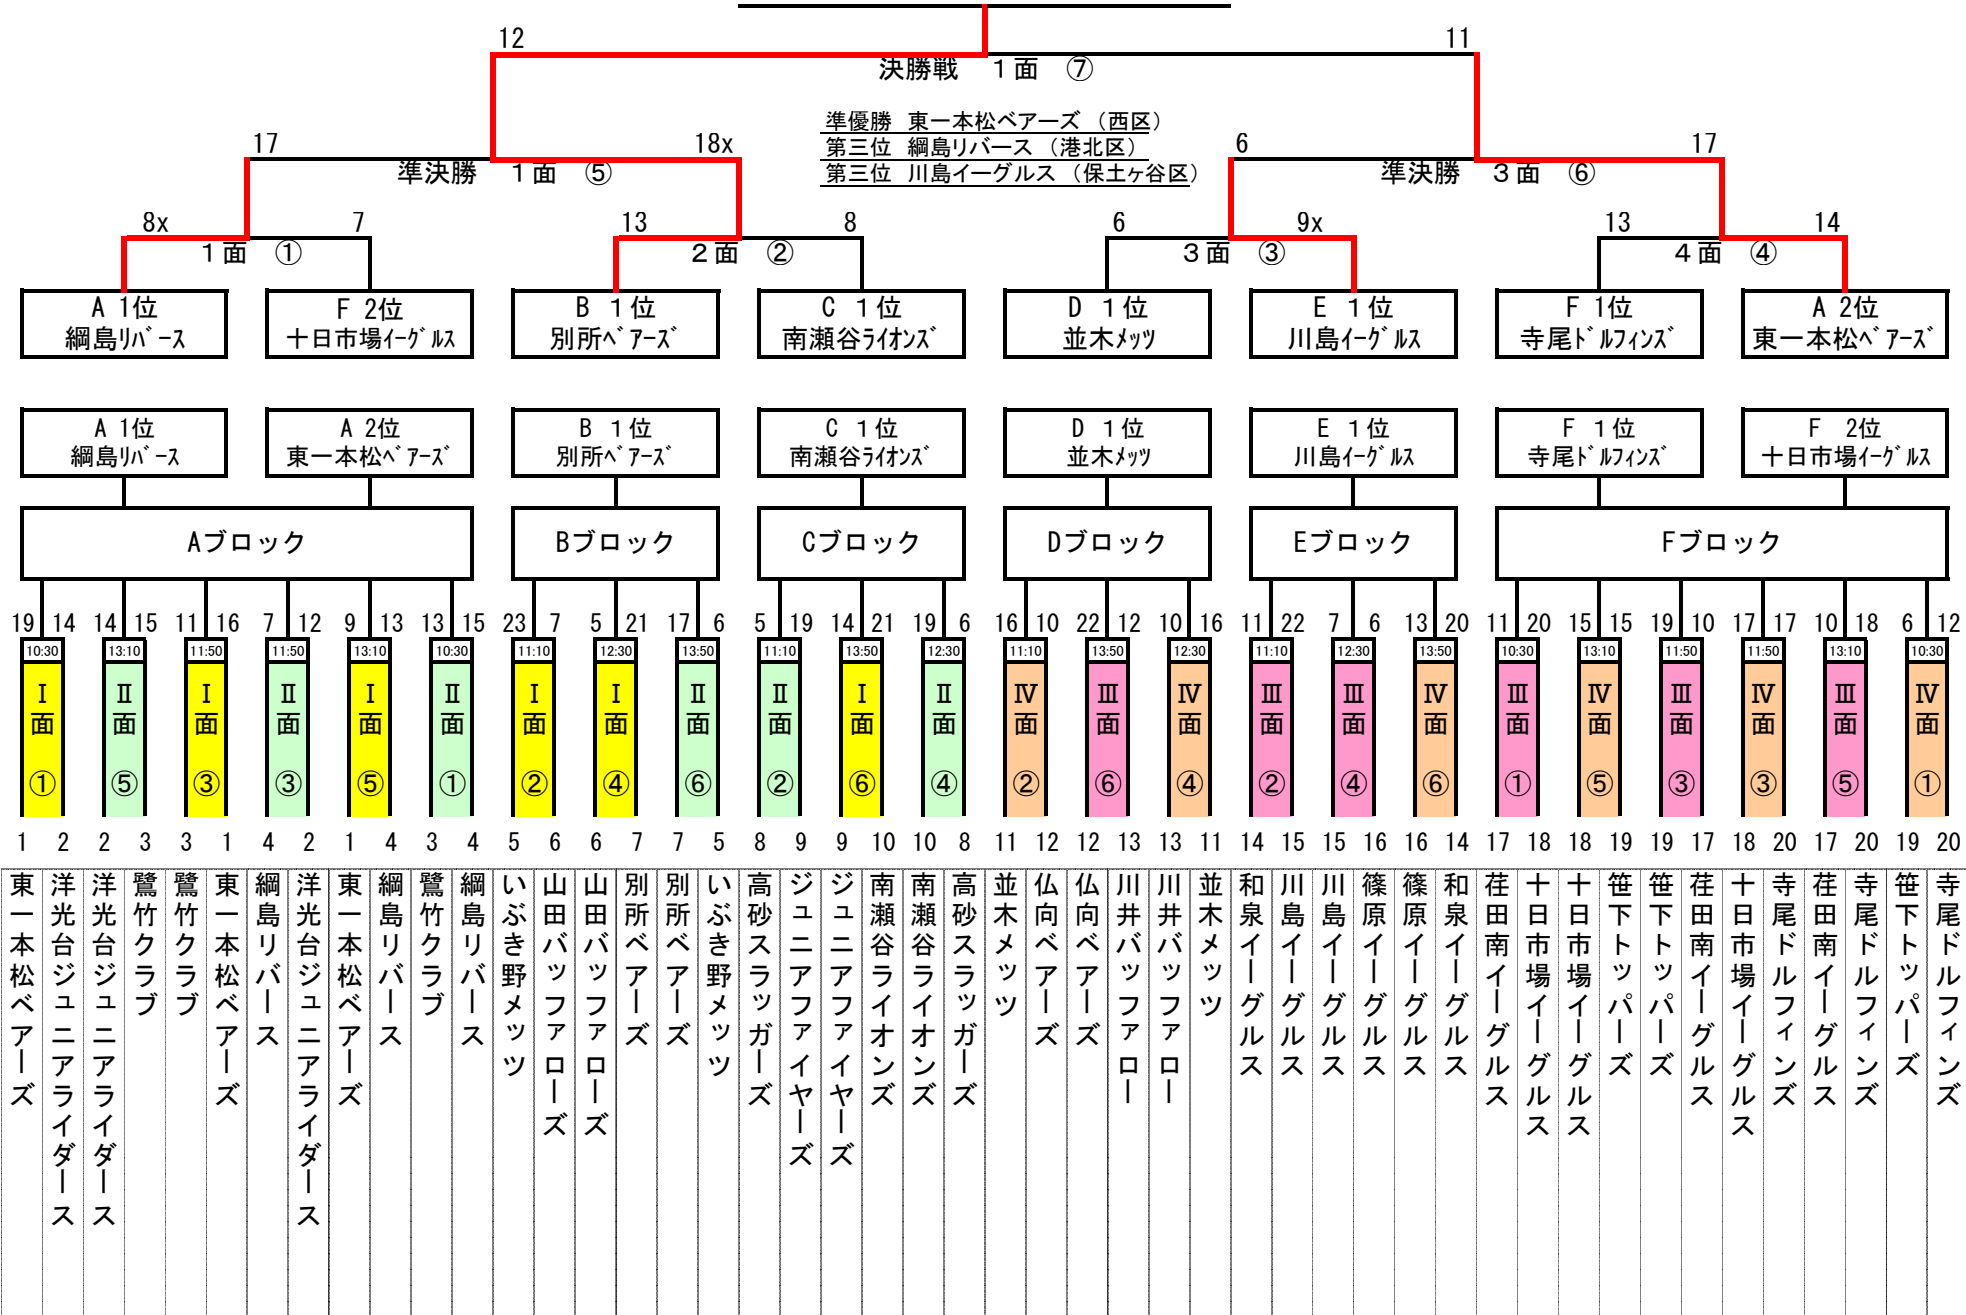 12 11
決勝戦 1面 ⑦
準優勝 東一本松ベアーズ (西区)
第三位 綱島リバース (港北区)
第三位 川島イーグルス (保土ヶ谷区)
17 18x 6 17
準決勝 1面 ⑤ 準決勝 3面 ⑥
8x 7 13 8 6 9x 13 14
1面 ① 2面 ② 3面 ③ 4面 ④
A 1位 F 2位 B 1位 C 1位 D 1位 E 1位 F 1位 A 2位
綱島リバース 十日市場イーグルス 別所ベアーズ 南瀬谷ライオンズ 並木メッツ 川島イーグルス 寺尾ドルフィンズ 東一本松ベアーズ
A 1位 A 2位 B 1位 C 1位 D 1位 E 1位 F 1位 F 2位
綱島リバース 東一本松ベアーズ 別所ベアーズ 南瀬谷ライオンズ 並木メッツ 川島イーグルス 寺尾ドルフィンズ 十日市場イーグルス
Aブロック Bブロック Cブロック Dブロック Eブロック Fブロック
19 14 14 15 11 16 7 12 9 13 13 15 23 7 5 21 17 6 5 19 14 21 19 6 16 10 22 12 10 16 11 22 7 6 13 20 11 20 15 15 19 10 17 17 10 18 6 12
10:30 13:10 11:50 11:50 13:10 10:30 11:10 12:30 13:50 11:10 13:50 12:30 11:10 13:50 12:30 11:10 12:30 13:50 10:30 13:10 11:50 11:50 13:10 10:30
Ⅰ面 Ⅱ面 Ⅰ面 Ⅱ面 Ⅰ面 Ⅱ面 Ⅰ面 Ⅰ面 Ⅱ面 Ⅱ面 Ⅰ面 Ⅱ面 Ⅳ面 Ⅲ面 Ⅳ面 Ⅲ面 Ⅲ面 Ⅳ面 Ⅲ面 Ⅳ面 Ⅲ面 Ⅳ面 Ⅲ面 Ⅳ面
① ⑤ ③ ③ ⑤ ① ② ④ ⑥ ② ⑥ ④ ② ⑥ ④ ② ④ ⑥ ① ⑤ ③ ③ ⑤ ①
1 2 2 3 3 1 4 2 1 4 3 4 5 6 6 7 7 5 8 9 9 10 10 8 11 12 12 13 13 11 14 15 15 16 16 14 17 18 18 19 19 17 18 20 17 20 19 20
東一本松ベアーズ
洋光台ジュニアライダース
洋光台ジュニアライダース
鷺竹クラブ
鷺竹クラブ
東一本松ベアーズ
綱島リバース
洋光台ジュニアライダース
東一本松ベアーズ
綱島リバース
鷺竹クラブ
綱島リバース
いぶき野メッツ
山田バッファローズ
山田バッファローズ
別所ベアーズ
別所ベアーズ
いぶき野メッツ
高砂スラッガーズ
ジュニアファイヤーズ
ジュニアファイヤーズ
南瀬谷ライオンズ
南瀬谷ライオンズ
高砂スラッガーズ
並木メッツ
仏向ベアーズ
仏向ベアーズ
川井バッファロー
川井バッファロー
並木メッツ
和泉イーグルス
川島イーグルス
川島イーグルス
篠原イーグルス
篠原イーグルス
和泉イーグルス
荏田南イーグルス
十日市場イーグルス
十日市場イーグルス
笹下トッパーズ
笹下トッパーズ
荏田南イーグルス
十日市場イーグルス
寺尾ドルフィンズ
荏田南イーグルス
寺尾ドルフィンズ
笹下トッパーズ
寺尾ドルフィンズ